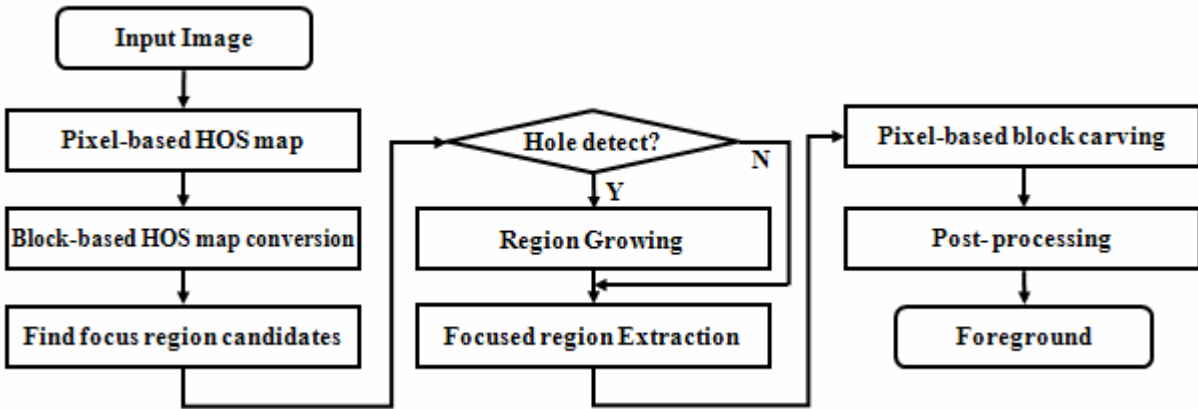 Input Image
Pixel-based HOS map
Block-based HOS map conversion
Find focus region candidates
Hole detect?
N
Y
Region Growing
Focused region Extraction
Pixel-based block carving
Post- processing
Foreground